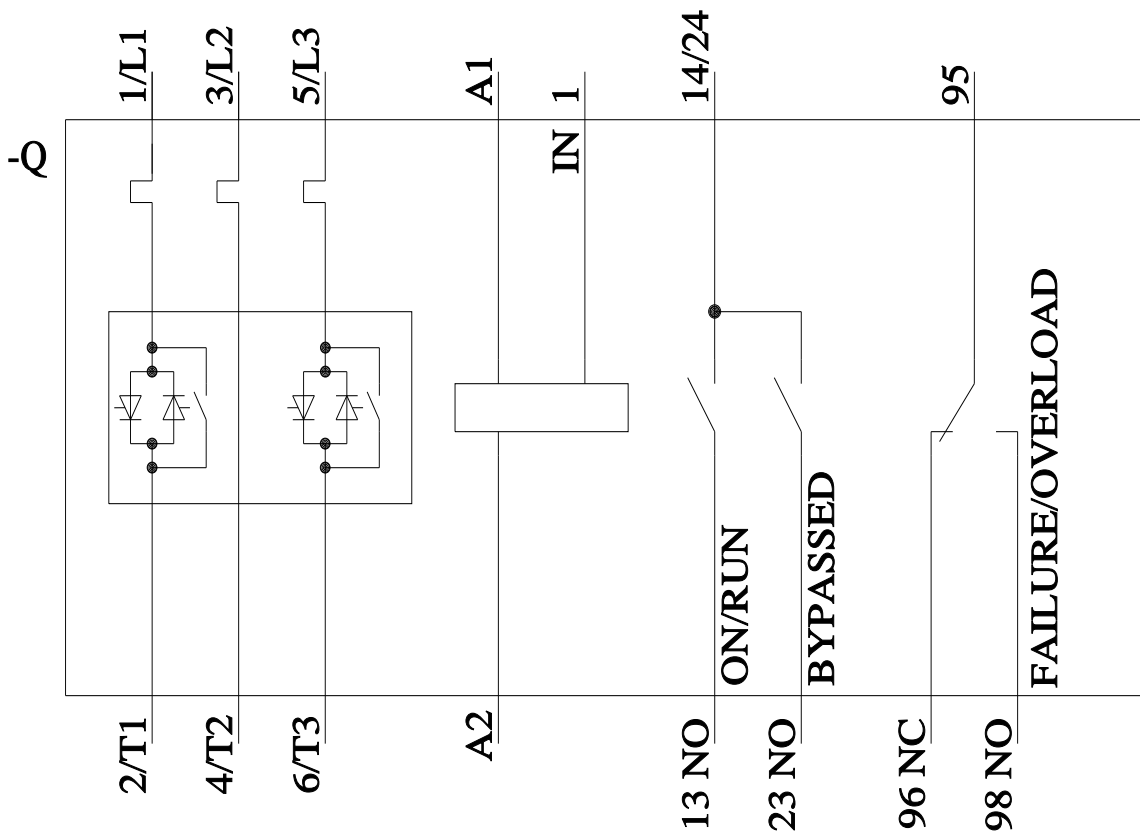 1/L1
3/L2
5/L3
A1
1
14/24
95
-Q
IN
ON/RUN
BYPASSED
FAILURE/OVERLOAD
2/T1
4/T2
6/T3
A2
13 NO
23 NO
96 NC
98 NO